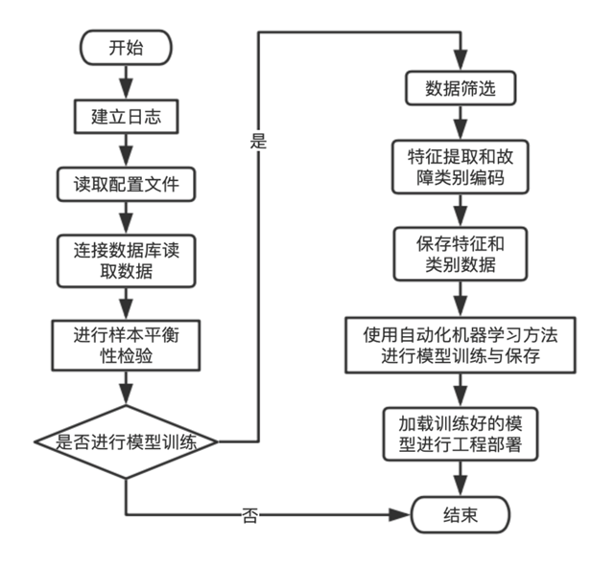 开始
建立日志
读取配置文件
连接数据库读
取数据
进行样本平衡
性检验
是否进行模型训练
是
否
数据筛选
特征提取和故
障类别编码
保存特征和
类别数据
使用自动化机器学习方法
进行模型训练与保存
加载训练好的模
型进行工程部署
结束